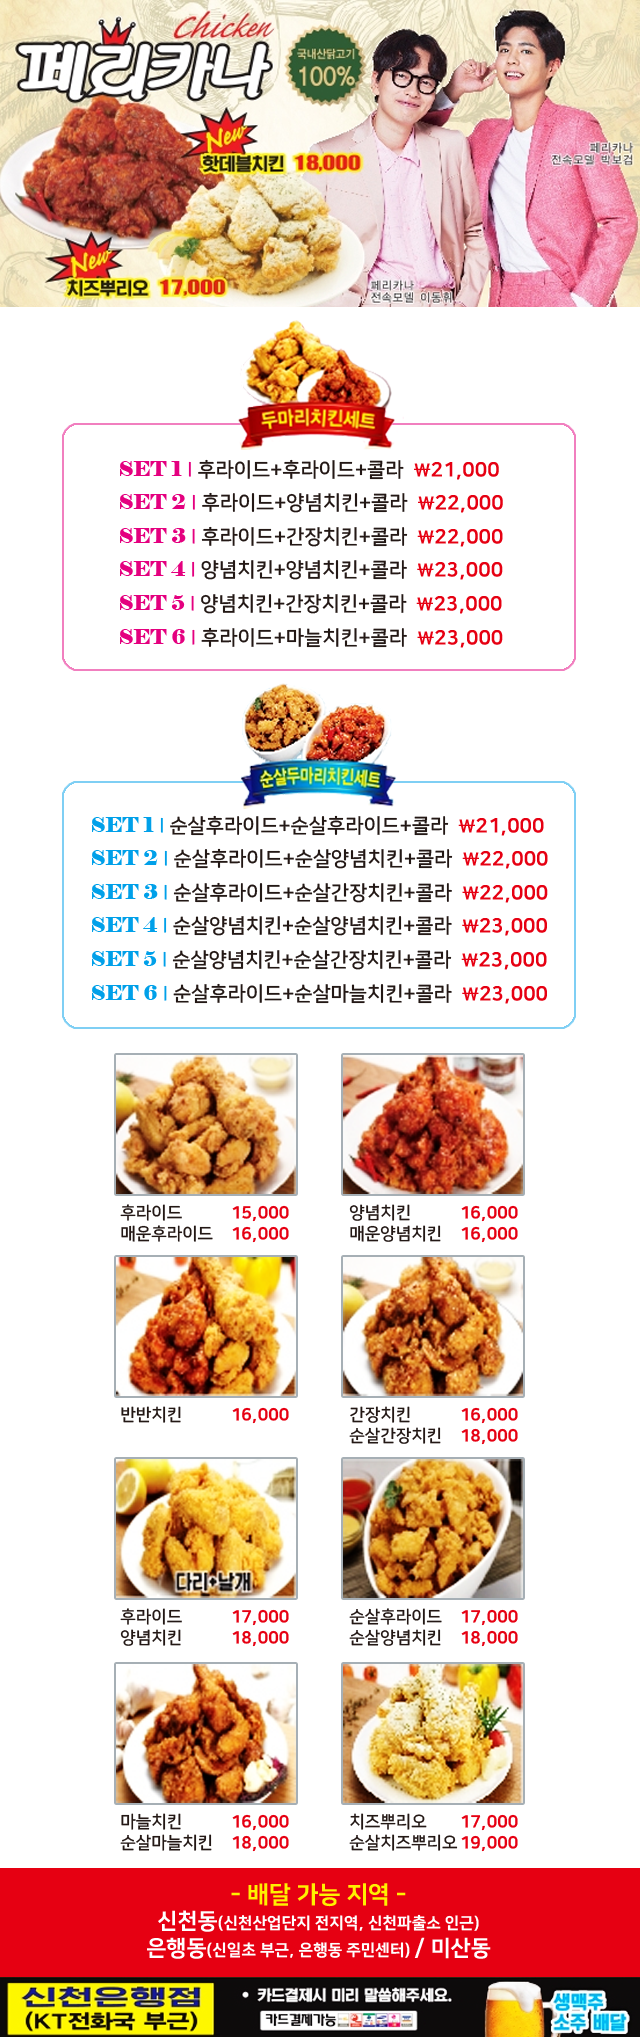 Chicken
페리카나
국내산닭고기
100%
New
핫데블치킨 18,000
페리카나
전속모델 박보검
New
치즈뿌리오 17,000
페리카나
전속모델 이동휘
두마리치킨세트
SET 1 | 후라이드+후라이드+콜라 ₩21,000
SET 2 | 후라이드+양념치킨+콜라 ₩22,000
SET 3 | 후라이드+간장치킨+콜라 ₩22,000
SET 4 | 양념치킨+양념치킨+콜라 ₩23,000
SET 5 | 양념치킨+간장치킨+콜라 ₩23,000
SET 6 | 후라이드+마늘치킨+콜라 ₩23,000
순살두마리치킨세트
SET 1 | 순살후라이드+순살후라이드+콜라 ₩21,000
SET 2 | 순살후라이드+순살양념치킨+콜라 ₩22,000
SET 3 | 순살후라이드+순살간장치킨+콜라 ₩22,000
SET 4 | 순살양념치킨+순살양념치킨+콜라 ₩23,000
SET 5 | 순살양념치킨+순살간장치킨+콜라 ₩23,000
SET 6 | 순살후라이드+순살마늘치킨+콜라 ₩23,000
후라이드 15,000
매운후라이드 16,000
양념치킨 16,000
매운양념치킨 16,000
반반치킨 16,000
간장치킨 16,000
순살간장치킨 18,000
다리+날개
후라이드 17,000
양념치킨 18,000
순살후라이드 17,000
순살양념치킨 18,000
마늘치킨 16,000
순살마늘치킨 18,000
치즈뿌리오 17,000
순살치즈뿌리오 19,000
- 배달 가능 지역 -
신천동(신천산업단지 전지역, 신천파출소 인근)
은행동(신일초 부근, 은행동 주민센터) / 미산동
신천은행점
(KT전화국 부근)
• 카드결제시 미리 말씀해주세요.
카드결제가능
생맥주
소주 배달